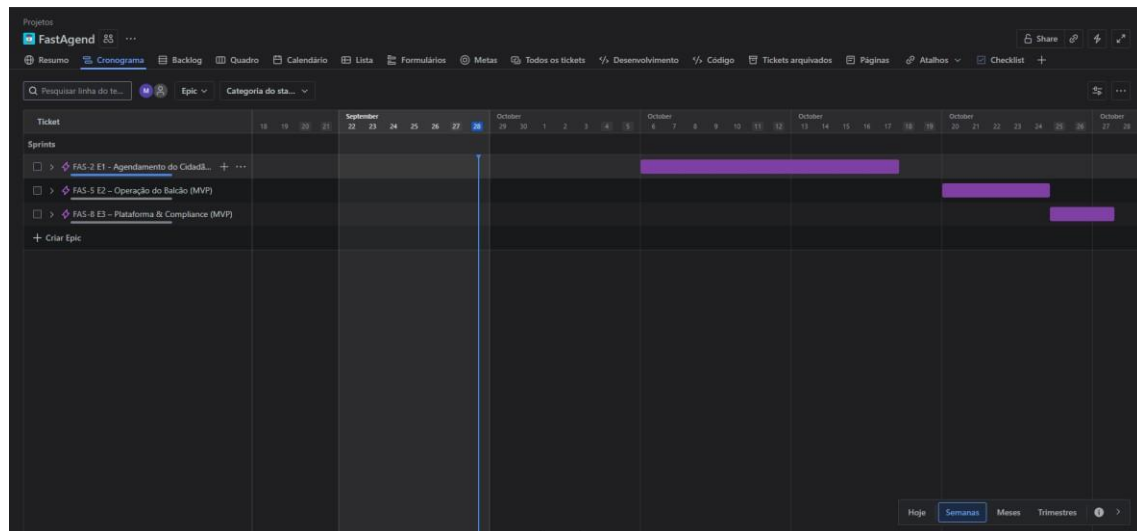 Projetos
FastAgend
Share
Resumo Cronograma Backlog Quadro Calendário Lista Formulários Metas Todos os tickets Desenvolvimento Código Tickets arquivados Páginas Atalhos Checklist
Pesquisar linha do te... M Epic Categoria do sta...
Ticket
September October October October October October
18 19 20 21 22 23 24 25 26 27 28 29 30 1 2 3 4 5 6 7 8 9 10 11 12 13 14 15 16 17 18 19 20 21 22 23 24 25 26 27 28
Sprints
FAS-2 E1 - Agendamento do Cidadã...
FAS-5 E2 – Operação do Balcão (MVP)
FAS-8 E3 – Plataforma & Compliance (MVP)
+ Criar Epic
Hoje Semanas Meses Trimestres